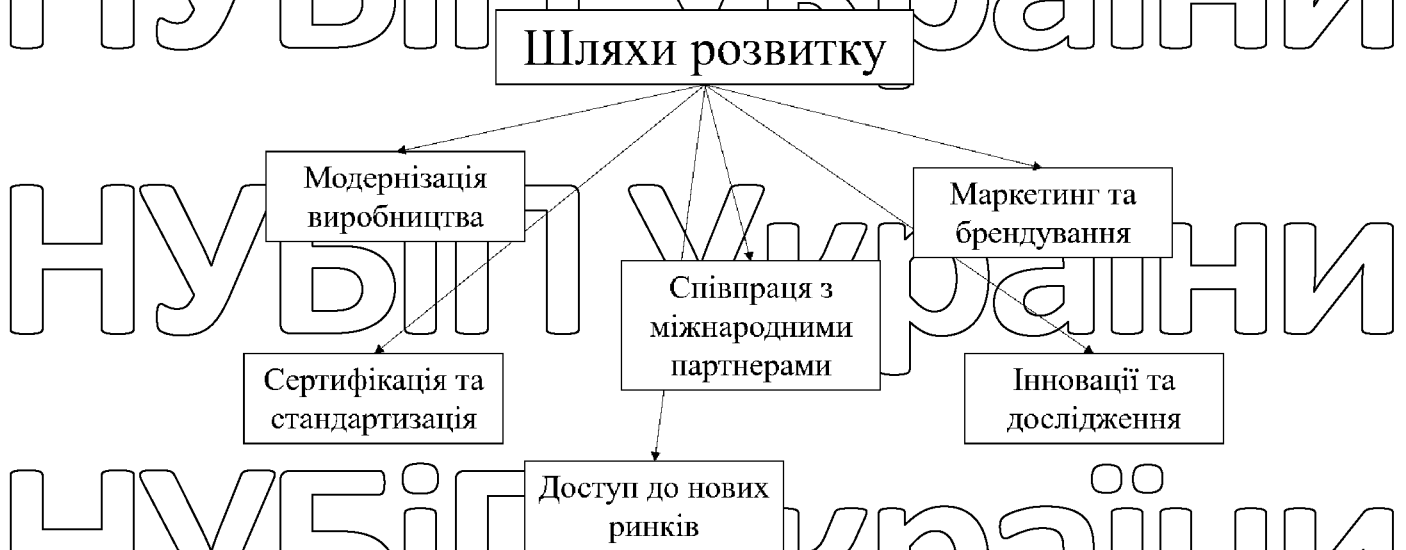 НУБіП України
Шляхи розвитку
Модернізація
виробництва
Маркетинг та
брендування
НУБіП України
Співпраця з
міжнародними
партнерами
Сертифікація та
стандартизація
Інновації та
дослідження
НУБіП України
Доступ до нових
ринків